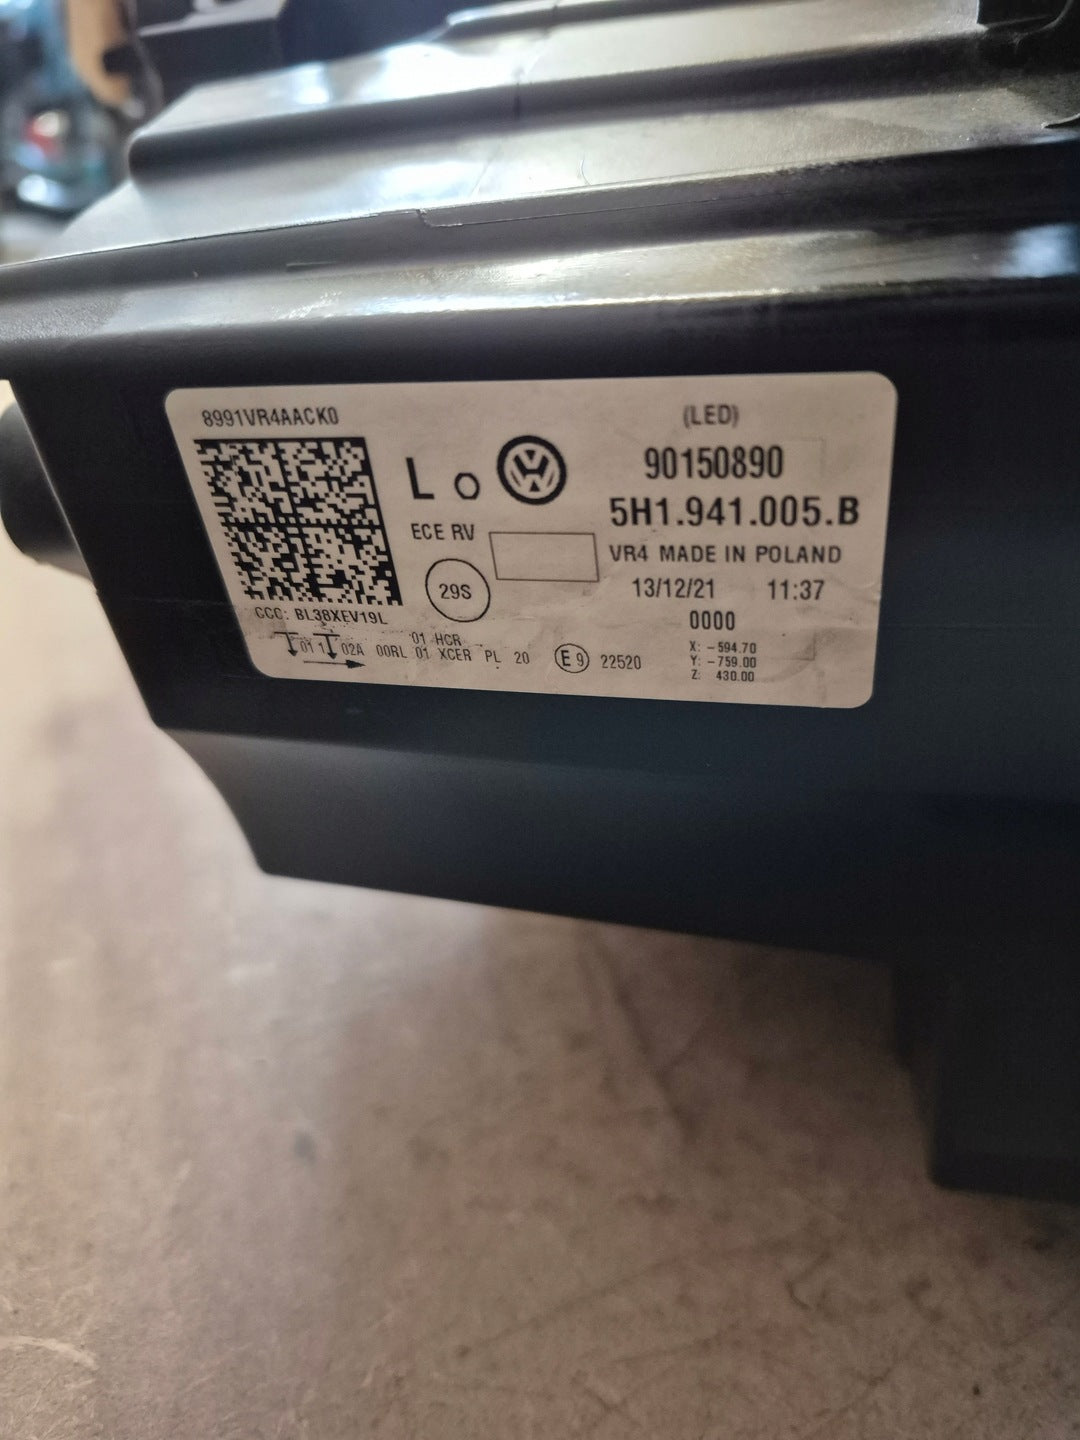 8991VR4AACK0
(LED)
L o
90150890
5H1.941.005.B
ECE RV
VR4 MADE IN POLAND
29S
13/12/21 11:37
0000
CCC: BL38XEV19L
01 HCR
01 1 02A 00RL 01 XCER PL 20 E9 22520
X: -594.70
Y: -759.00
Z: 430.00